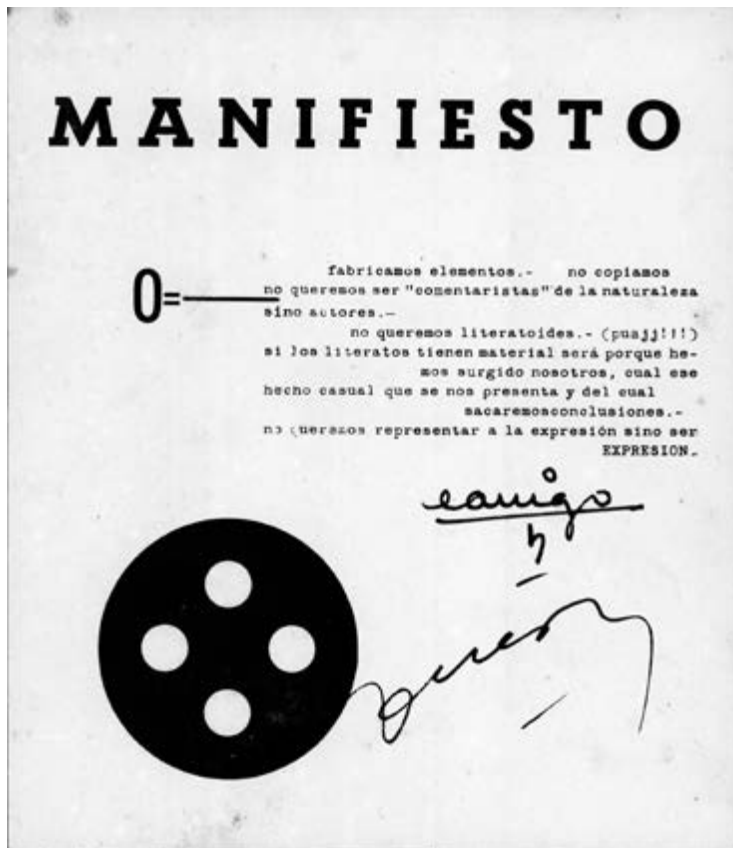 MANIFIESTO
0=
fabricamos elementos.- no copiamos
no queremos ser "comentaristas" de la naturaleza
sino actores.-
no queremos literatoides.- (puajj!!!)
si los literatos tienen material será porque he-
mos surgido nosotros, cual ese
hecho casual que se nos presenta y del cual
sacaremosconclusiones.-
no queremos representar a la expresión sino ser
EXPRESION.